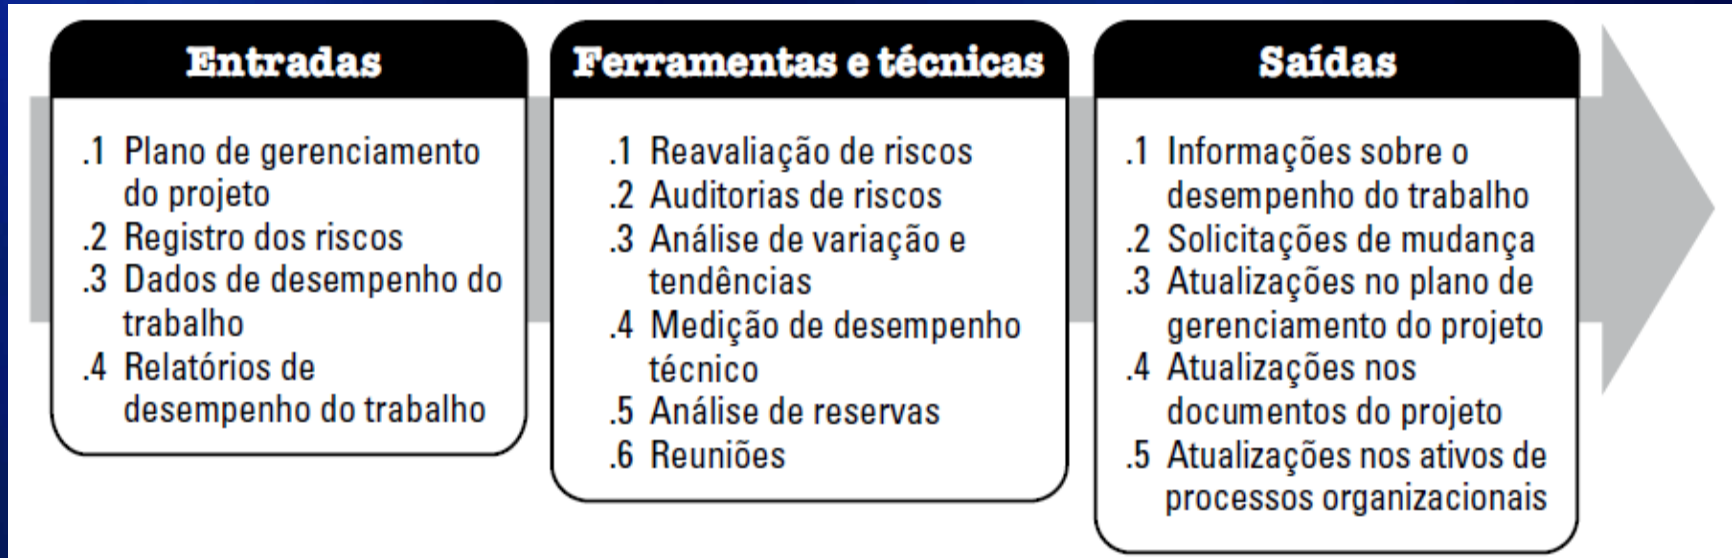 Entradas
.1 Plano de gerenciamento
do projeto
.2 Registro dos riscos
.3 Dados de desempenho do
trabalho
.4 Relatórios de
desempenho do trabalho
Ferramentas e técnicas
.1 Reavaliação de riscos
.2 Auditorias de riscos
.3 Análise de variação e
tendências
.4 Medição de desempenho
técnico
.5 Análise de reservas
.6 Reuniões
Saídas
.1 Informações sobre o
desempenho do trabalho
.2 Solicitações de mudança
.3 Atualizações no plano de
gerenciamento do projeto
.4 Atualizações nos
documentos do projeto
.5 Atualizações nos ativos de
processos organizacionais